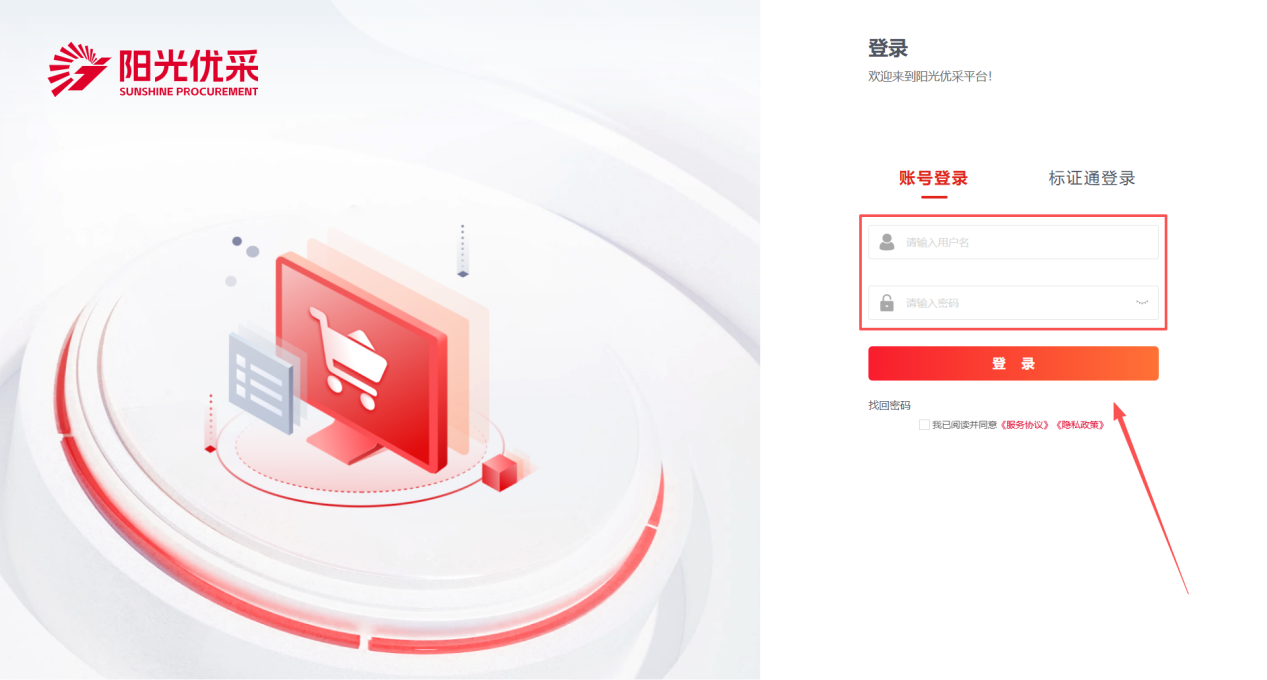 阳光优采
SUNSHINE PROCUREMENT
登录
欢迎来到阳光优采平台！
账号登录
标证通登录
请输入用户名
请输入密码
登 录
找回密码
我已阅读并同意《服务协议》《隐私政策》